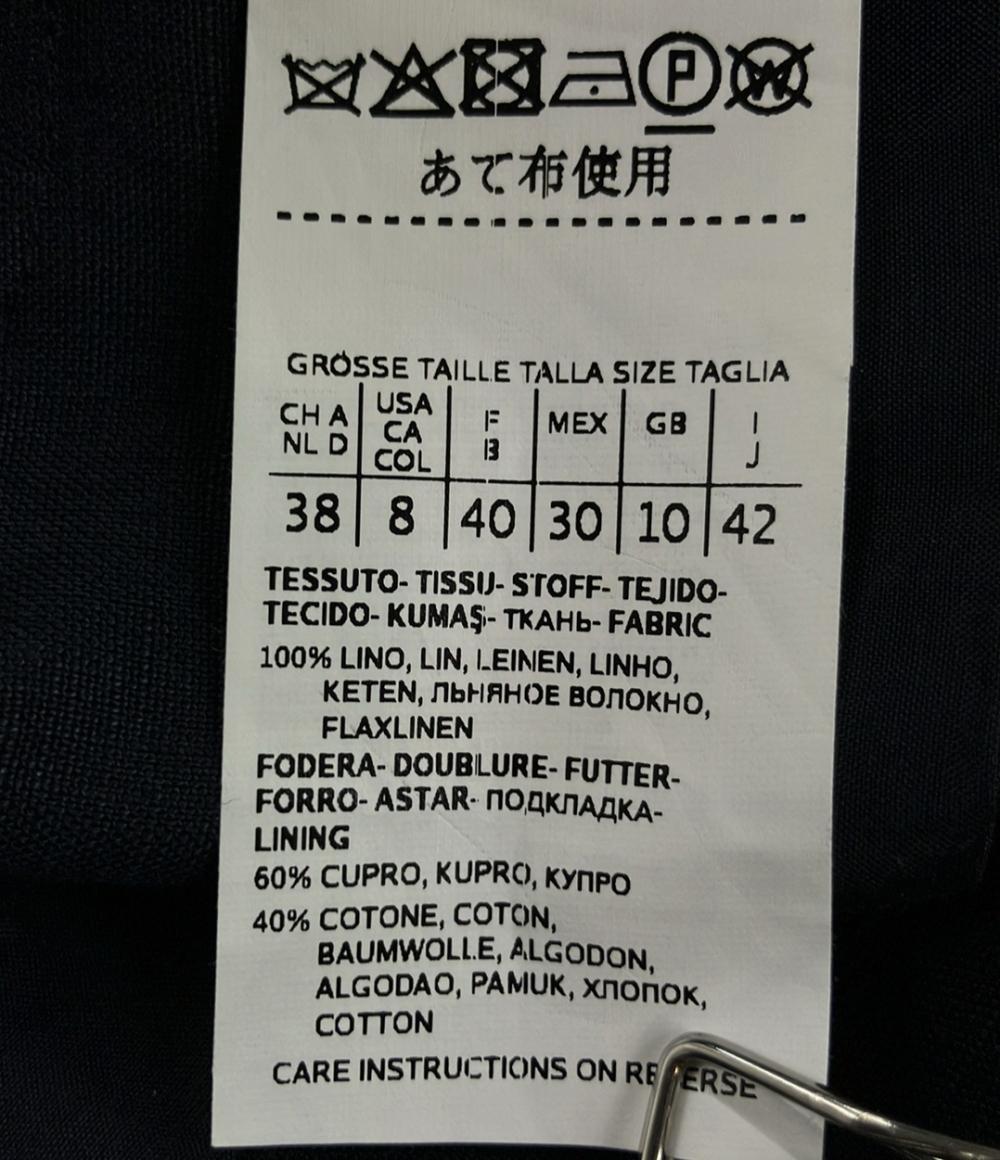 P W
あて布使用
GRÖSSE TAILLE TALLA SIZE TAGLIA
CH A USA F MEX GB I
NL D CA B J
COL
38 8 40 30 10 42
TESSUTO- TISSU- STOFF- TEJIDO-
TECIDO- KUMAŞ- ТКАНЬ- FABRIC
100% LINO, LIN, LEINEN, LINHO,
KETEN, ЛЬНЯНОЕ ВОЛОКНО,
FLAXLINEN
FODERA- DOUBLURE- FUTTER-
FORRO- ASTAR- ПОДКЛАДКА-
LINING
60% CUPRO, KUPRO, КУПРО
40% COTONE, COTON,
BAUMWOLLE, ALGODON,
ALGODAO, PAMUK, ХЛОПОК,
COTTON
CARE INSTRUCTIONS ON REVERSE